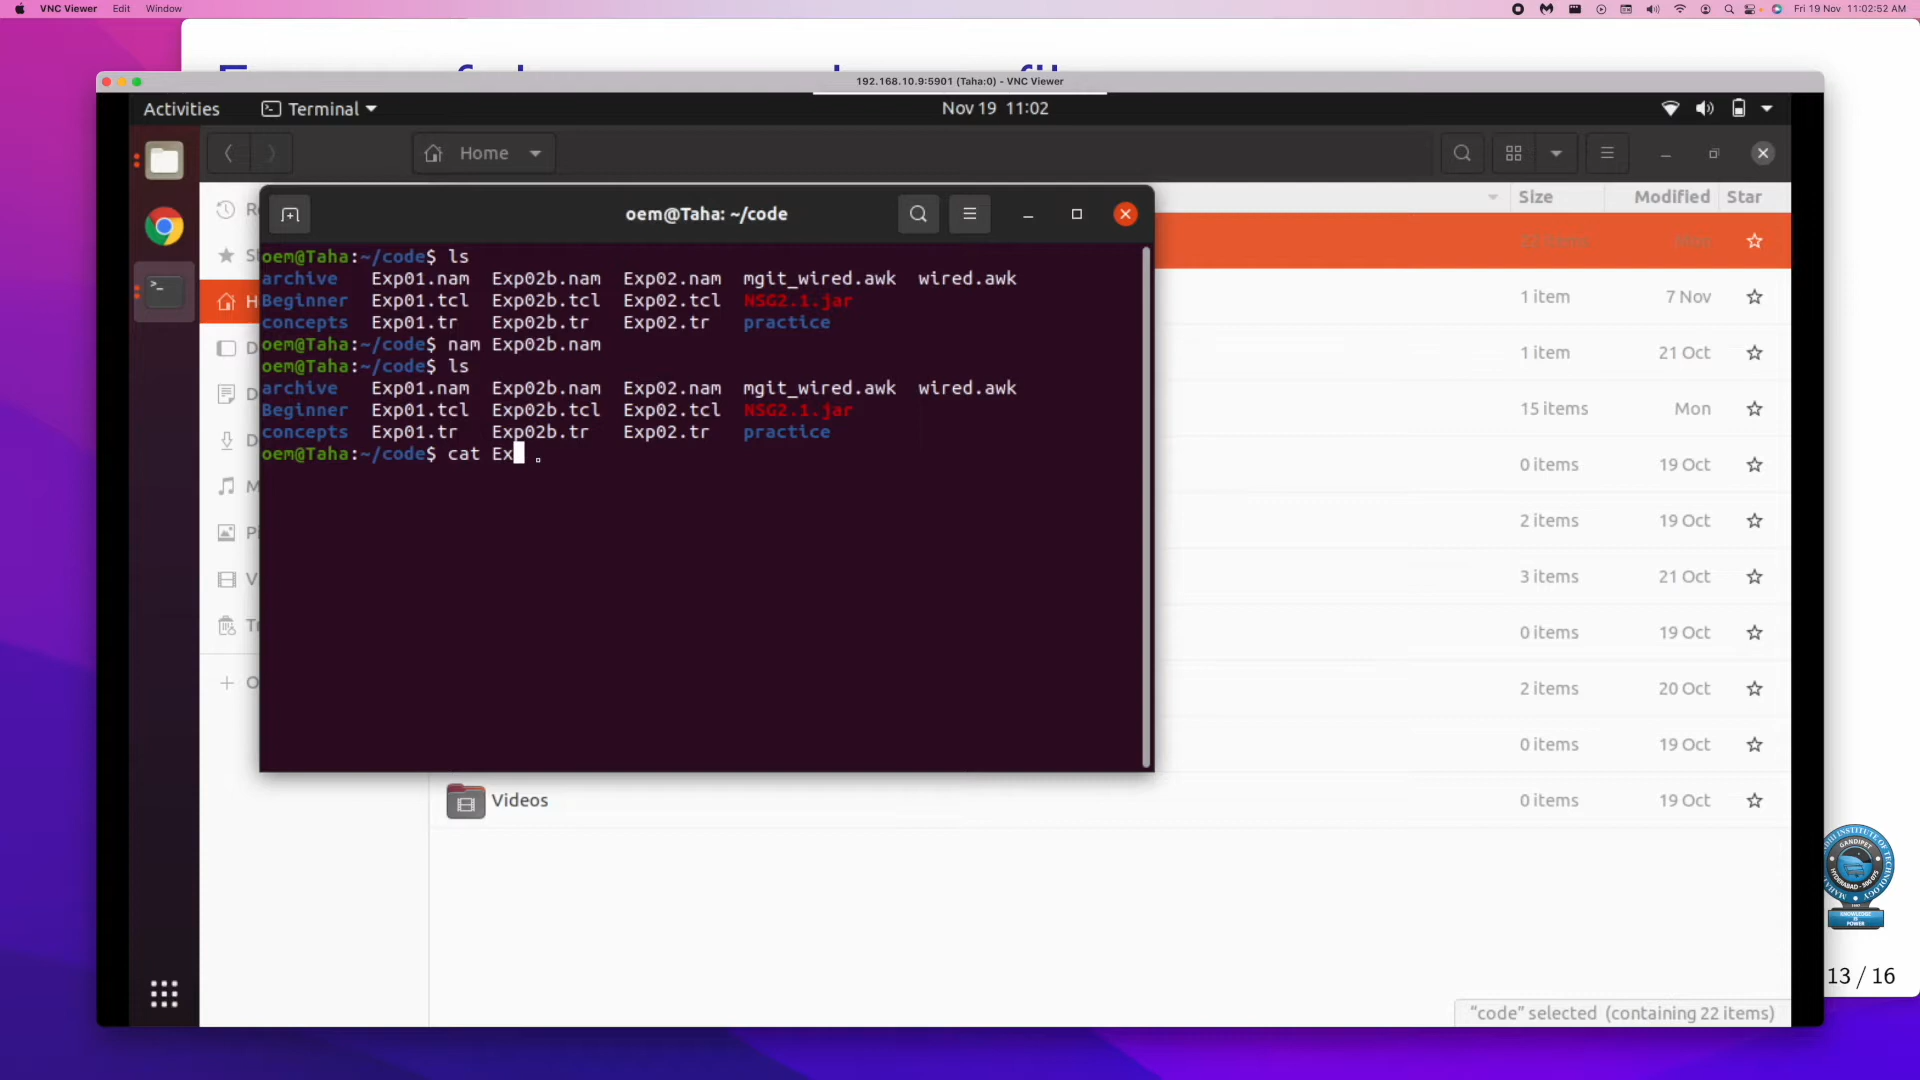 VNC Viewer Edit Window Fri 19 Nov 11:02:52 AM
192.168.10.9:5901 (Taha:0) - VNC Viewer
Activities Terminal Nov 19 11:02
Home
Size Modified Star
oem@Taha: ~/code
oem@Taha:~/code$ ls
archive Exp01.nam Exp02b.nam Exp02.nam mgit_wired.awk wired.awk
Beginner Exp01.tcl Exp02b.tcl Exp02.tcl NSG2.1.jar
concepts Exp01.tr Exp02b.tr Exp02.tr practice
oem@Taha:~/code$ nam Exp02b.nam
oem@Taha:~/code$ ls
archive Exp01.nam Exp02b.nam Exp02.nam mgit_wired.awk wired.awk
Beginner Exp01.tcl Exp02b.tcl Exp02.tcl NSG2.1.jar
concepts Exp01.tr Exp02b.tr Exp02.tr practice
oem@Taha:~/code$ cat Ex
22 items Mon
1 item 7 Nov
1 item 21 Oct
15 items Mon
0 items 19 Oct
2 items 19 Oct
3 items 21 Oct
0 items 19 Oct
2 items 20 Oct
0 items 19 Oct
Videos 0 items 19 Oct
GANDIPET
KNOWLEDGE IS POWER
13 / 16
“code” selected (containing 22 items)